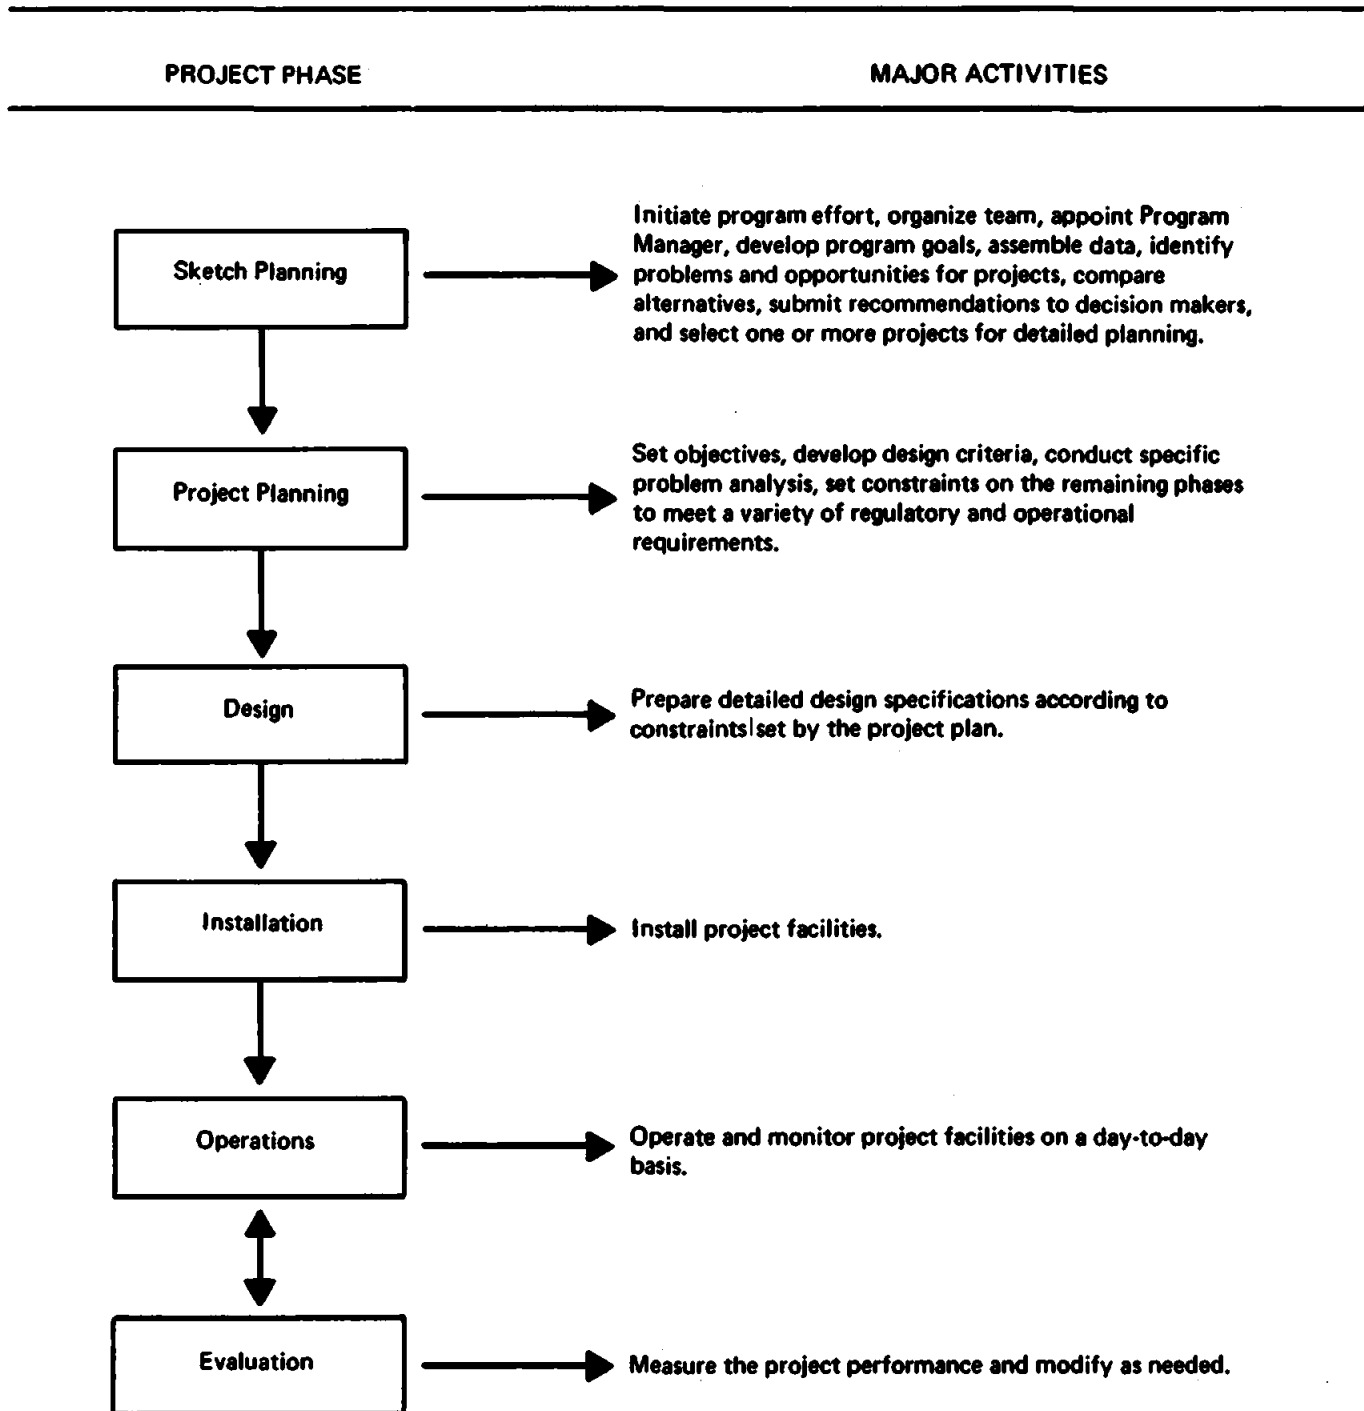 PROJECT PHASE
MAJOR ACTIVITIES
Sketch Planning
Initiate program effort, organize team, appoint Program
Manager, develop program goals, assemble data, identify
problems and opportunities for projects, compare
alternatives, submit recommendations to decision makers,
and select one or more projects for detailed planning.
Project Planning
Set objectives, develop design criteria, conduct specific
problem analysis, set constraints on the remaining phases
to meet a variety of regulatory and operational
requirements.
Design
Prepare detailed design specifications according to
constraints set by the project plan.
Installation
Install project facilities.
Operations
Operate and monitor project facilities on a day-to-day
basis.
Evaluation
Measure the project performance and modify as needed.